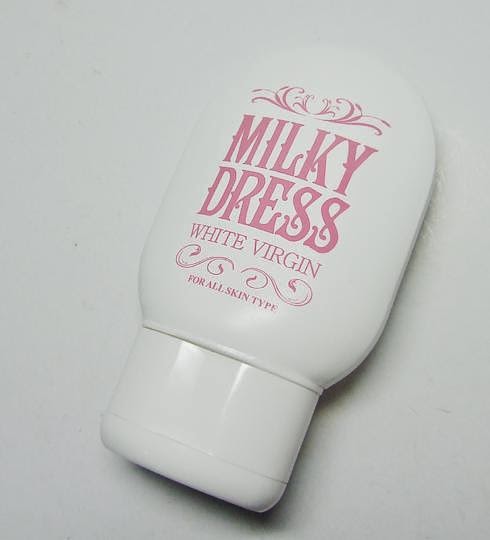 MILKY
DRESS
WHITE VIRGIN
FOR ALL SKIN TYPE